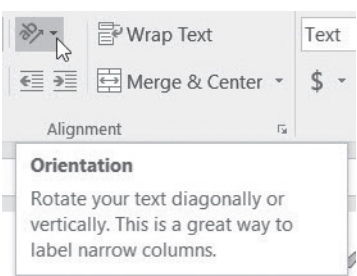 Wrap Text
Text
Merge & Center
$
Alignment
Orientation
Rotate your text diagonally or
vertically. This is a great way to
label narrow columns.